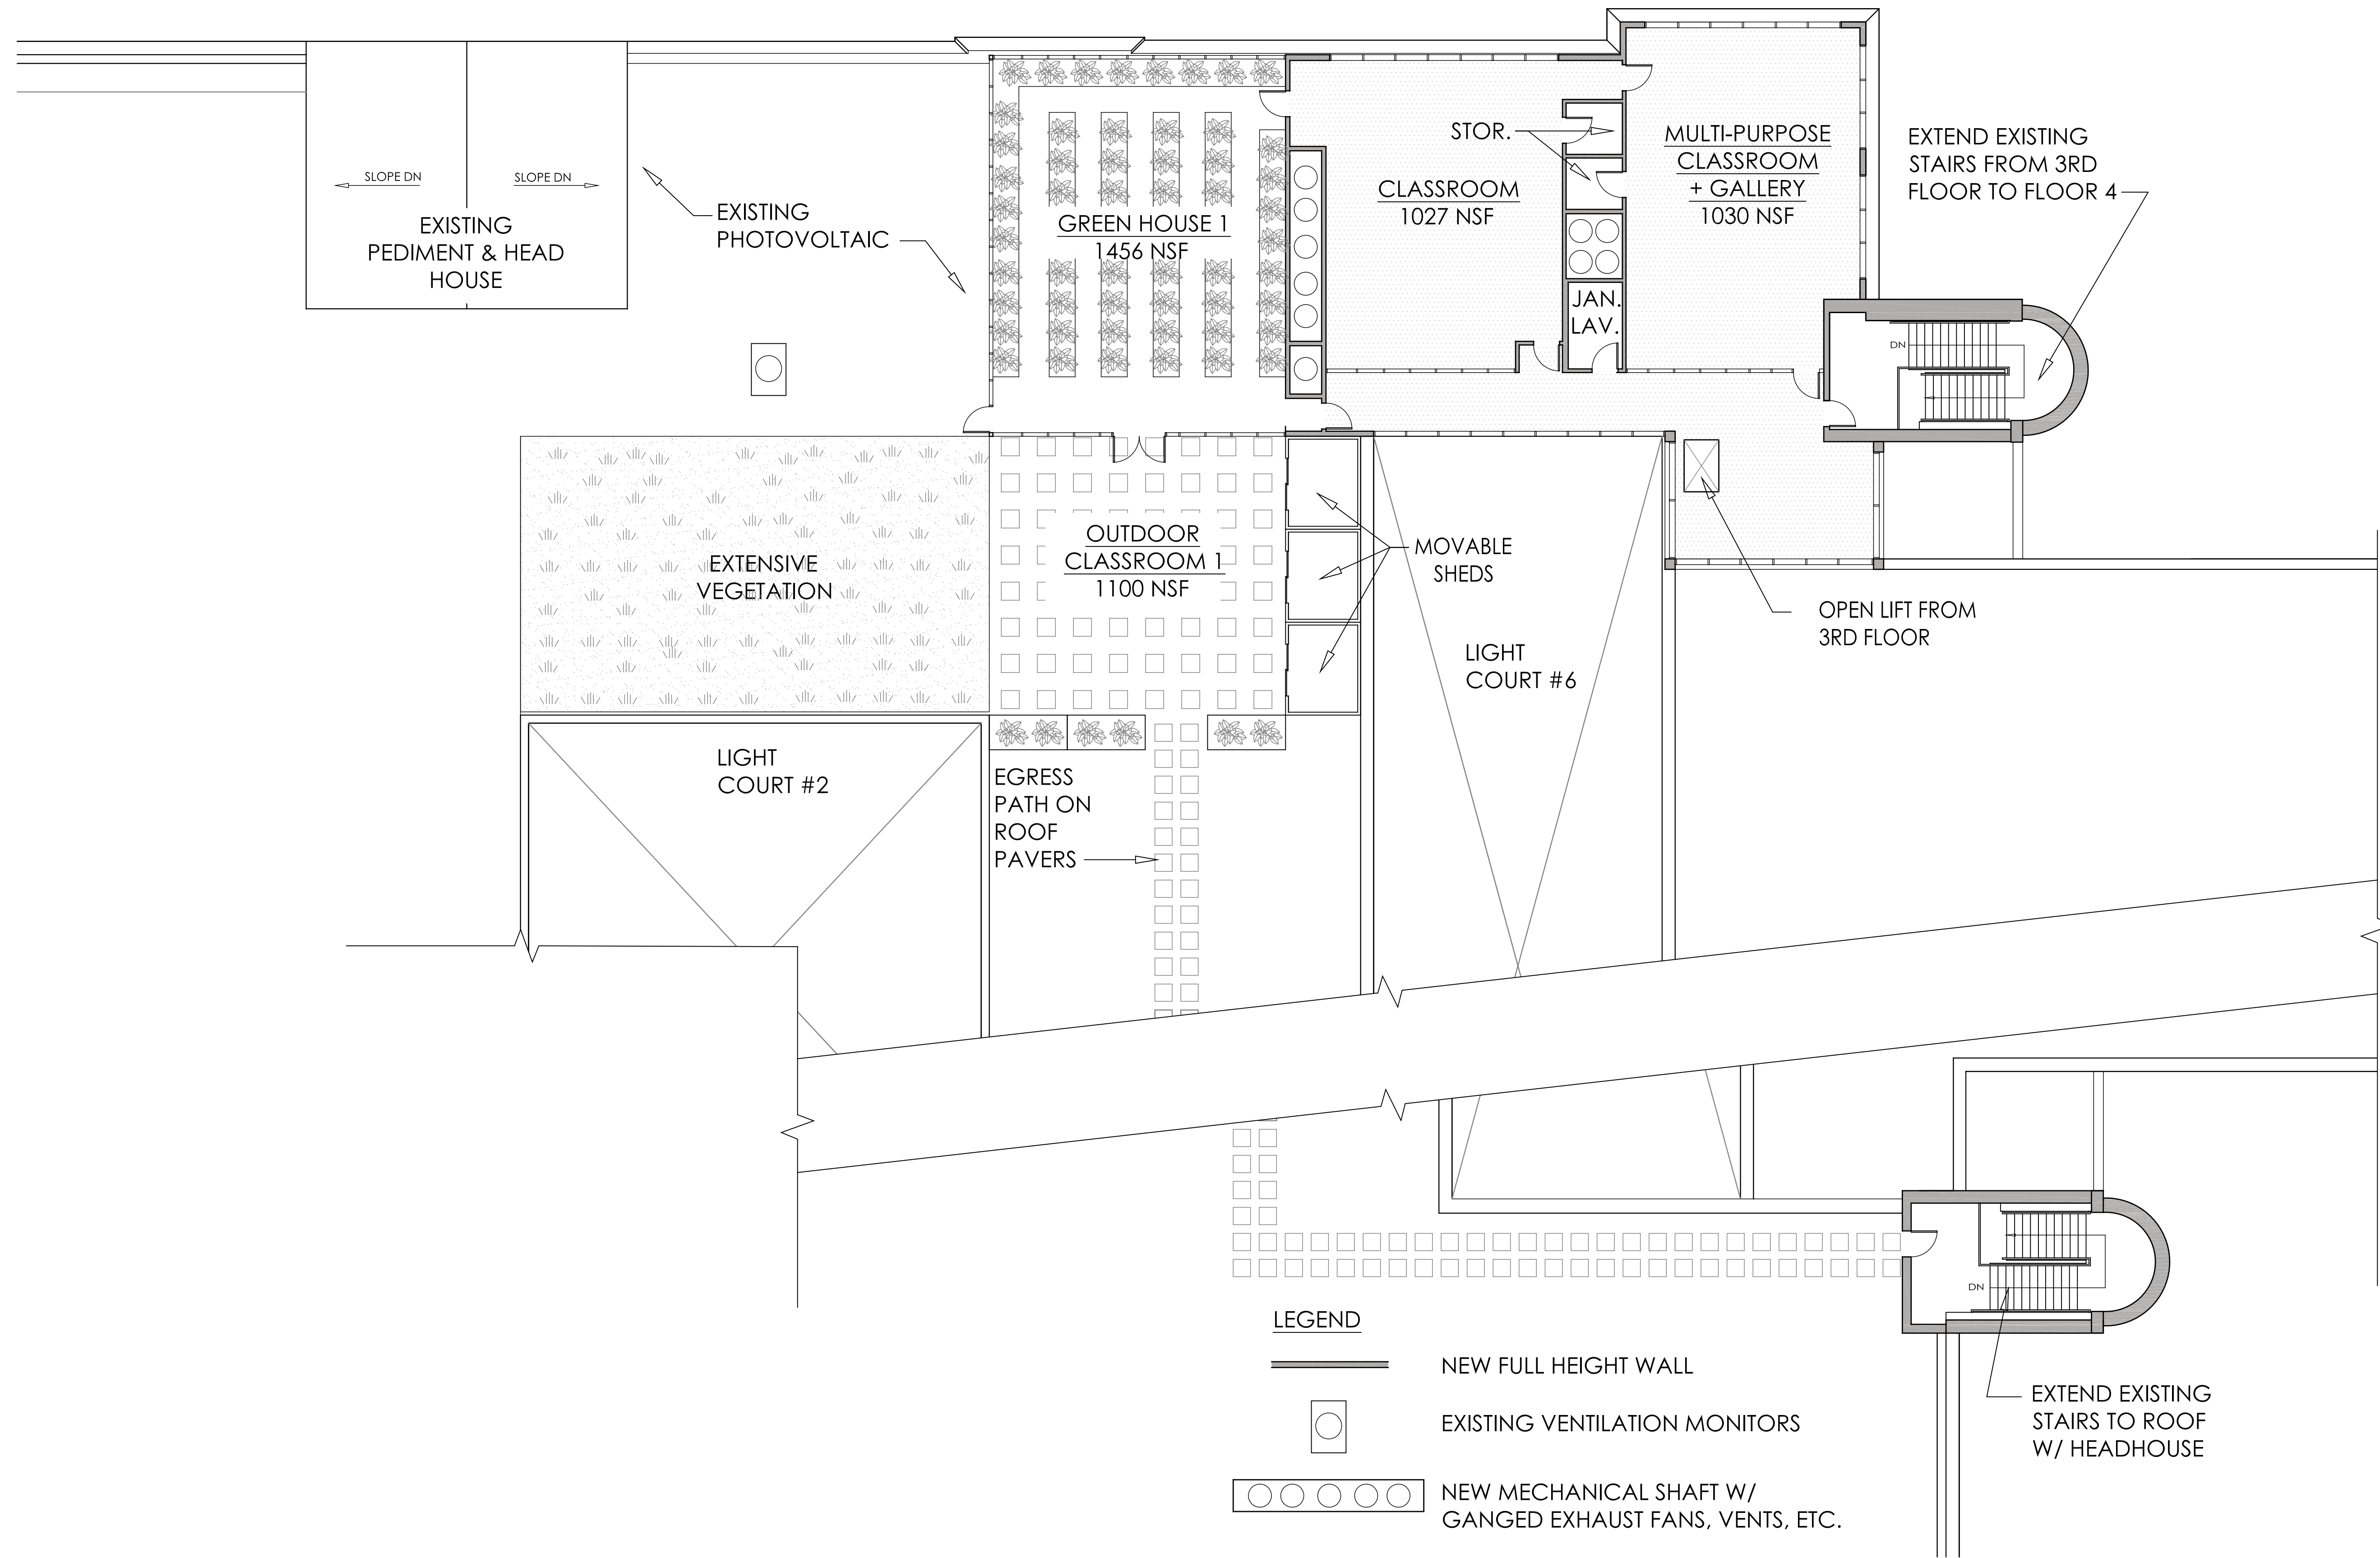 SLOPE DN
SLOPE DN
EXISTING
PEDIMENT & HEAD
HOUSE
EXISTING
PHOTOVOLTAIC
GREEN HOUSE 1
1456 NSF
STOR.
CLASSROOM
1027 NSF
MULTI-PURPOSE
CLASSROOM
+ GALLERY
1030 NSF
JAN.
LAV.
EXTEND EXISTING
STAIRS FROM 3RD
FLOOR TO FLOOR 4
DN
EXTENSIVE
VEGETATION
OUTDOOR
CLASSROOM 1
1100 NSF
MOVABLE
SHEDS
OPEN LIFT FROM
3RD FLOOR
LIGHT
COURT #6
LIGHT
COURT #2
EGRESS
PATH ON
ROOF
PAVERS
DN
EXTEND EXISTING
STAIRS TO ROOF
W/ HEADHOUSE
LEGEND
NEW FULL HEIGHT WALL
EXISTING VENTILATION MONITORS
NEW MECHANICAL SHAFT W/
GANGED EXHAUST FANS, VENTS, ETC.